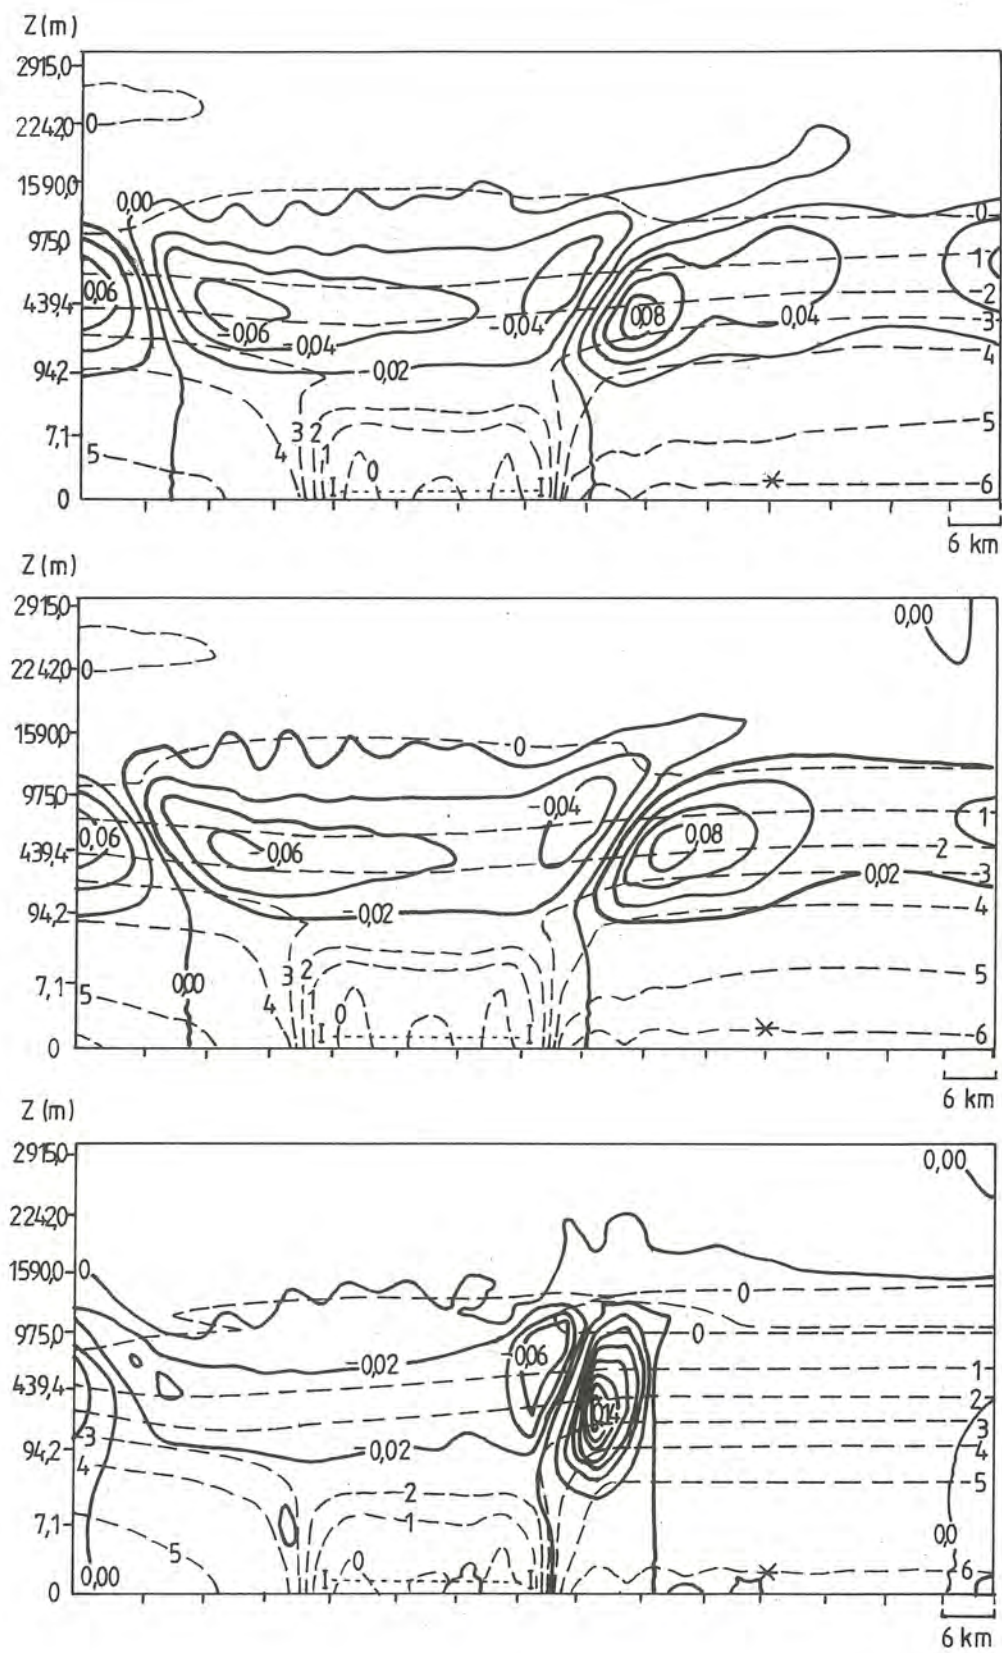 Z (m)
2915,0
2242,0 0
1590,0
0,00
975,0 0
1
0,06
439,4 2
0,08
-0,04 0,04 3
-0,06
-0,04 4
94,2 -0,02
7,1 3 2 5
5 4 1
0
0 I I 6
6 km
Z (m)
2915,0 0,00
2242,0 0
1590,0 0
975,0 -0,04 1
0,06 0,08
439,4 -0,06 2
0,02 3
94,2 -0,02 4
3 2 5
7,1 5 0,00 4 1
0
0 I I 6
6 km
Z (m)
2915,0 0,00
2242,0
1590,0 0
0
975,0 0
-0,06
-0,02 1
439,4 2
0,14
3 3
94,2 -0,02 4
4
2 5
7,1 1 0,0
5
0
0,00 6
0 I I
6 km